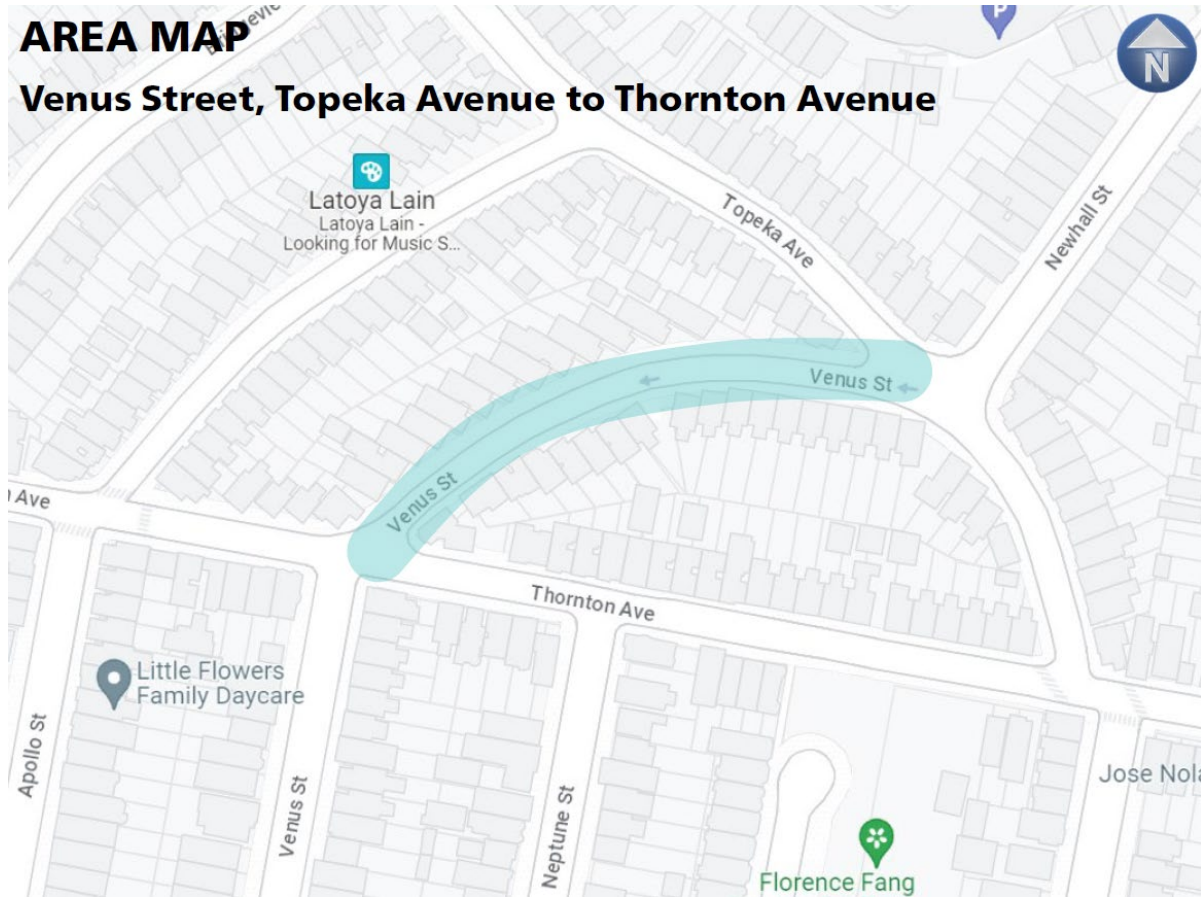 AREA MAP
Venus Street, Topeka Avenue to Thornton Avenue
P
N
Latoya Lain
Latoya Lain -
Looking for Music S...
Topeka Ave
Newhall St
Venus St
Venus St
Ave
Thornton Ave
Little Flowers
Family Daycare
Apollo St
Venus St
Neptune St
Jose Nola
Florence Fang